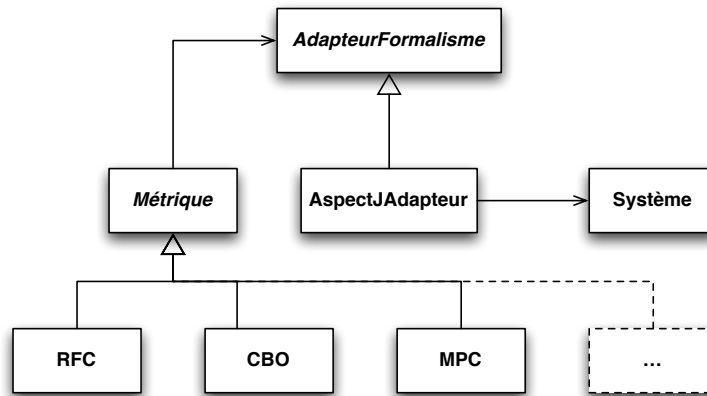 AdapteurFormalisme
Métrique
AspectJAdapteur
Système
RFC
CBO
MPC
...